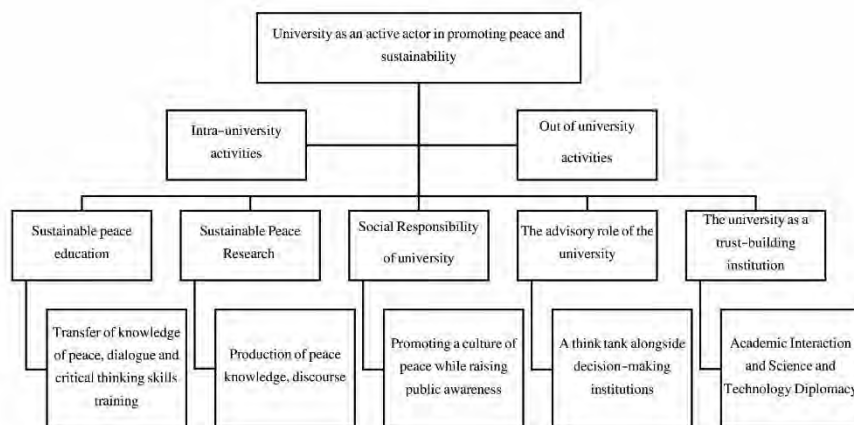 University as an active actor in promoting peace and
sustainability
Intra-university
activities
Out of university
activities
Sustainable peace
education
Sustainable Peace
Research
Social Responsibility
of university
The advisory role of the
university
The university as a
trust-building
institution
Transfer of knowledge
of peace, dialogue and
critical thinking skills
training
Production of peace
knowledge, discourse
Promoting a culture of
peace while raising
public awareness
A think tank alongside
decision-making
institutions
Academic Interaction
and Science and
Technology Diplomacy